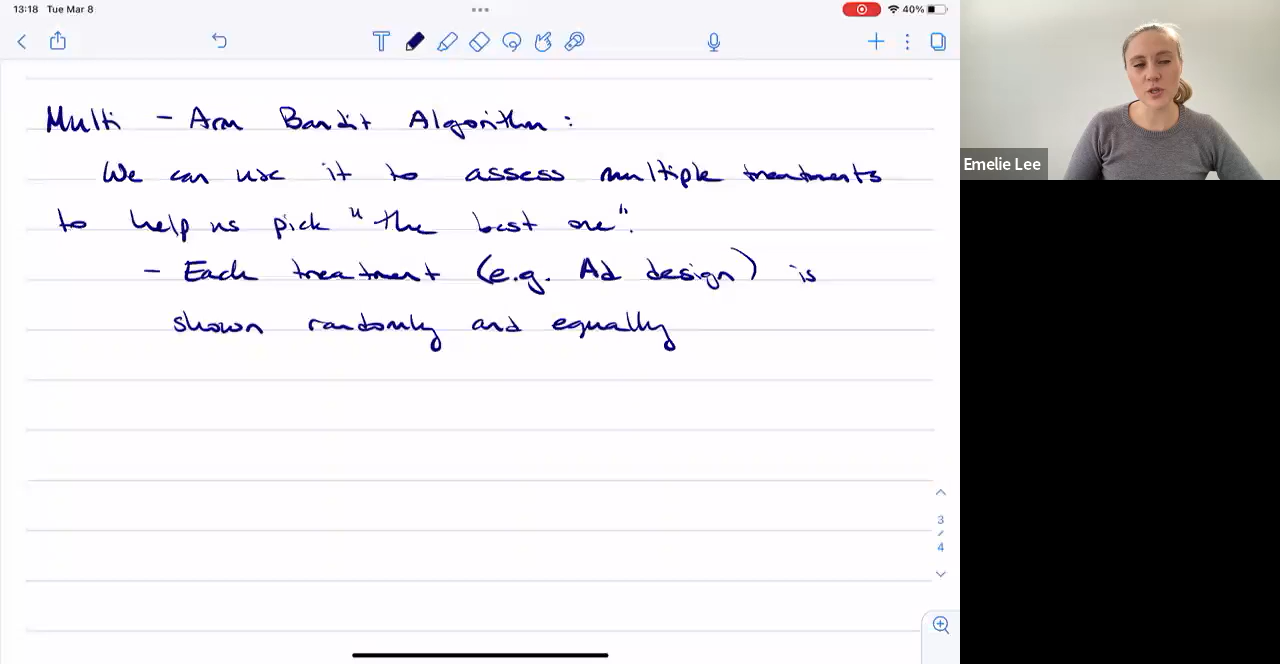 13:18 Tue Mar 8
40%
Multi - Arm Bandit Algorithm :
We can use it to assess multiple treatments
to help us pick "the best one".
- Each treatment (e.g. Ad design) is
shown randomly and equally
3
/
4
Emelie Lee